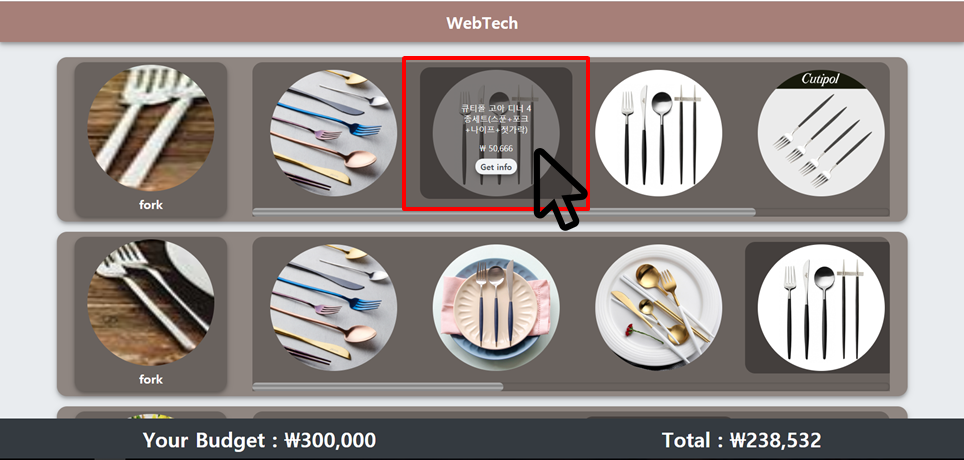 WebTech
큐티폴 고아 디너 4
종세트(스푼+포크
+나이프+젓가락)
₩ 50,666
Get info
Cutipol
fork
fork
Your Budget : ₩300,000
Total : ₩238,532